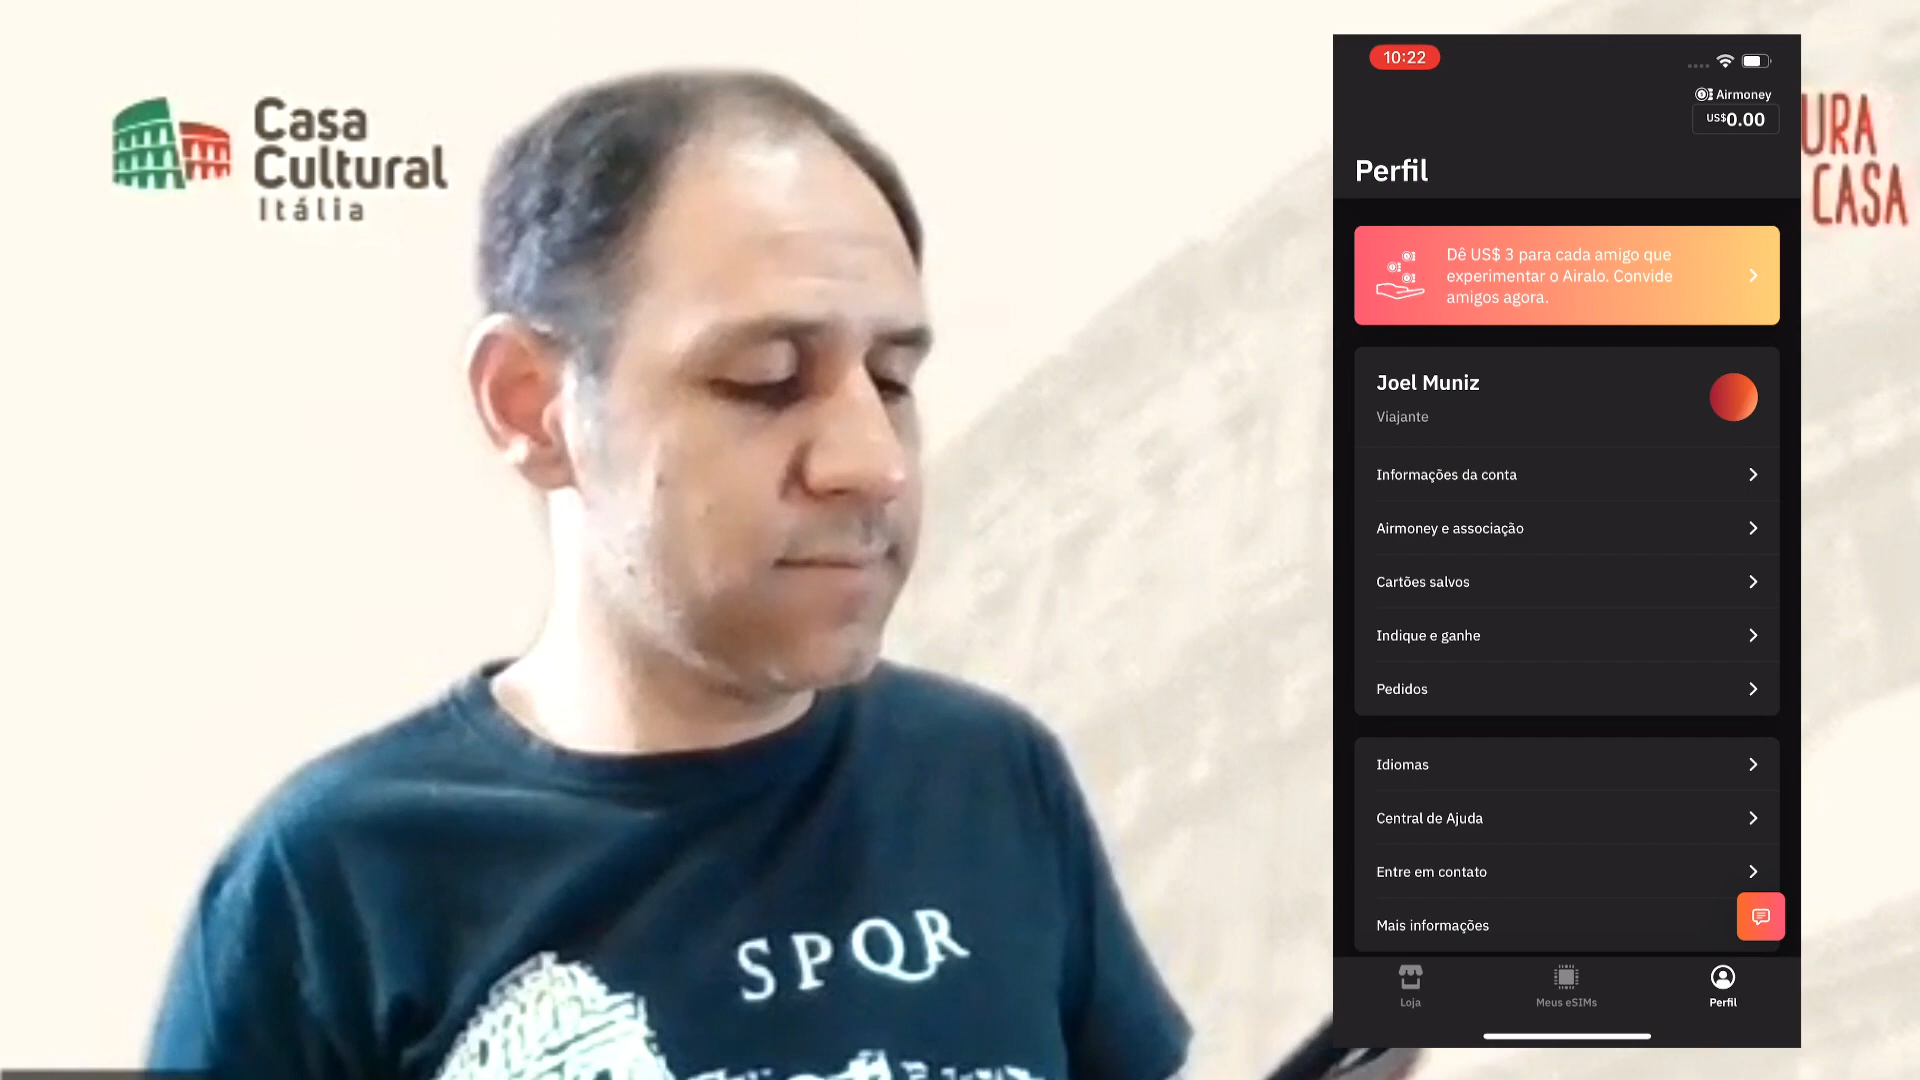 Casa
Cultural
Itália
SPQR
URA
CASA
10:22
Airmoney
US$0.00
Perfil
Dê US$ 3 para cada amigo que
experimentar o Airalo. Convide
amigos agora.
Joel Muniz
Viajante
Informações da conta
Airmoney e associação
Cartões salvos
Indique e ganhe
Pedidos
Idiomas
Central de Ajuda
Entre em contato
Mais informações
Loja
Meus eSIMs
Perfil